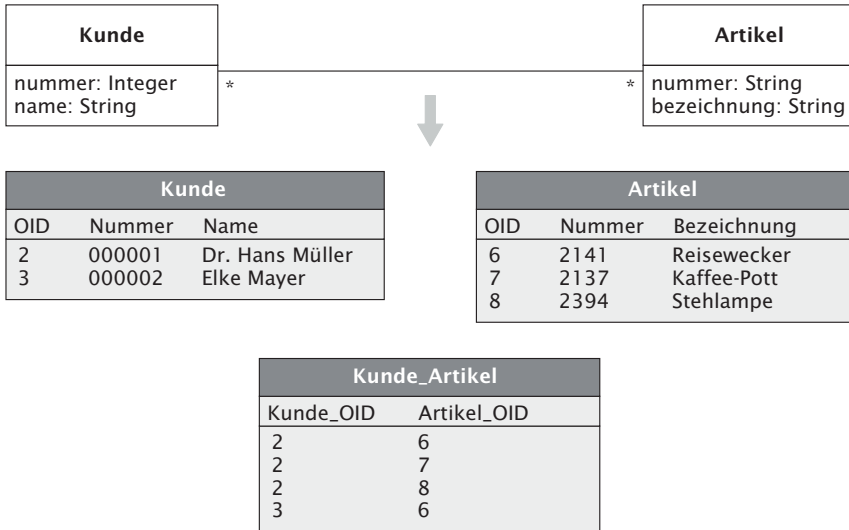 Kunde
nummer: Integer
name: String
*
*
Artikel
nummer: String
bezeichnung: String
Kunde
OID Nummer Name
2 000001 Dr. Hans Müller
3 000002 Elke Mayer
Artikel
OID Nummer Bezeichnung
6 2141 Reisewecker
7 2137 Kaffee-Pott
8 2394 Stehlampe
Kunde_Artikel
Kunde_OID Artikel_OID
2 6
2 7
2 8
3 6